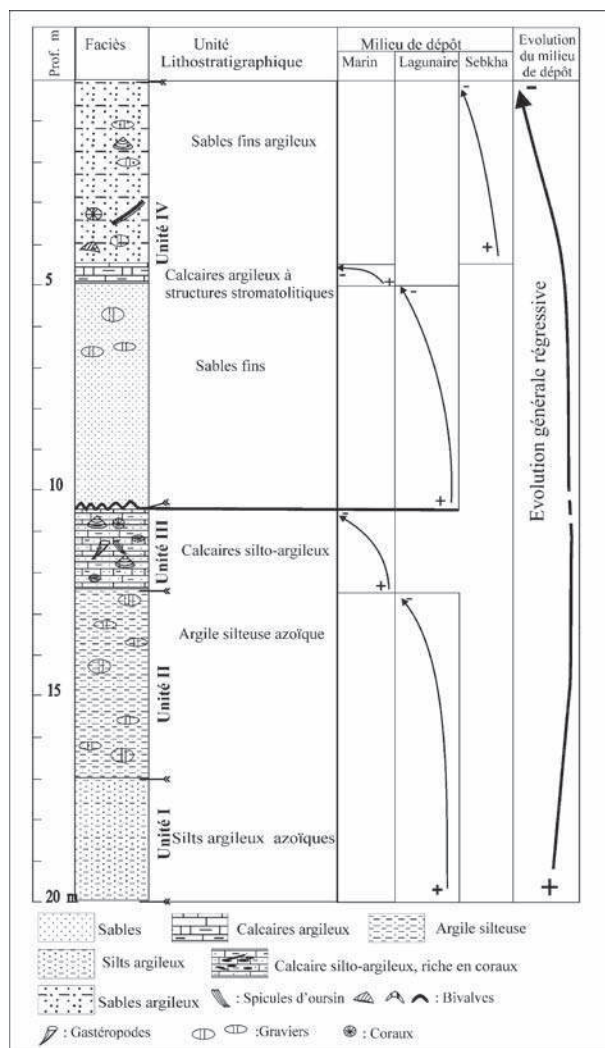 Prof. m
Faciès
Unité
Lithostratigraphique
Milieu de dépôt
Marin
Lagunaire
Sebkha
Evolution
du milieu
de dépôt
-
-
Sables fins argileux
Unité IV
+
Calcaires argileux à
structures stromatolitiques
-
+
5
-
Sables fins
Evolution générale régressive
10
+
-
Unité III
Calcaires silto-argileux
+
-
Argile silteuse azoïque
Unité II
15
Unité I
Silts argileux azoïques
+
+
20 m
Sables
Calcaires argileux
Argile silteuse
Silts argileux
Calcaire silto-argileux, riche en coraux
Sables argileux
: Spicules d'oursin
: Bivalves
: Gastéropodes
: Graviers
: Coraux